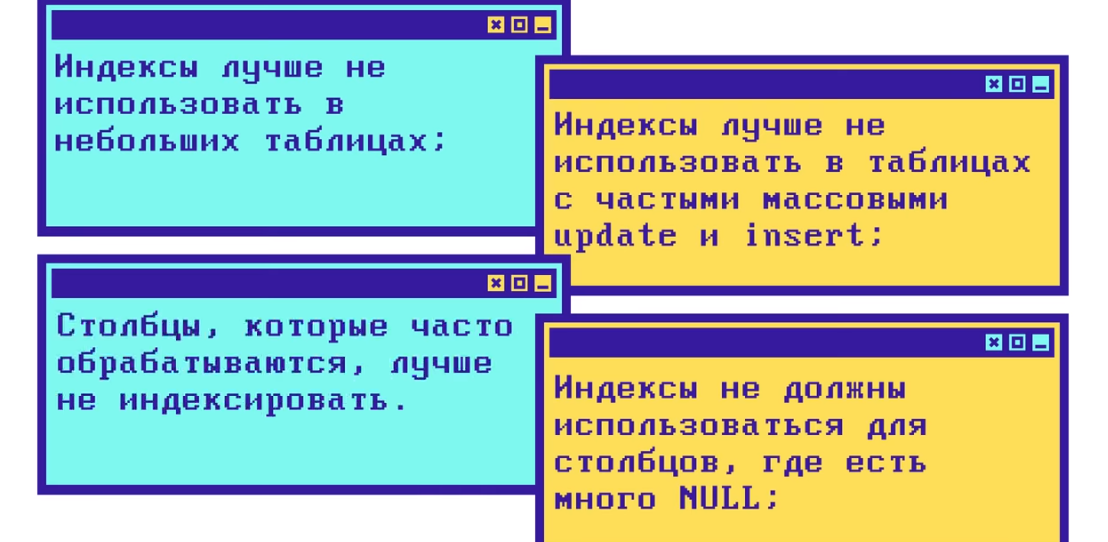 Индексы лучше не
использовать в
небольших таблицах;
Индексы лучше не
использовать в таблицах
с частыми массовыми
update и insert;
Столбцы, которые часто
обрабатываются, лучше
не индексировать.
Индексы не должны
использоваться для
столбцов, где есть
много NULL;